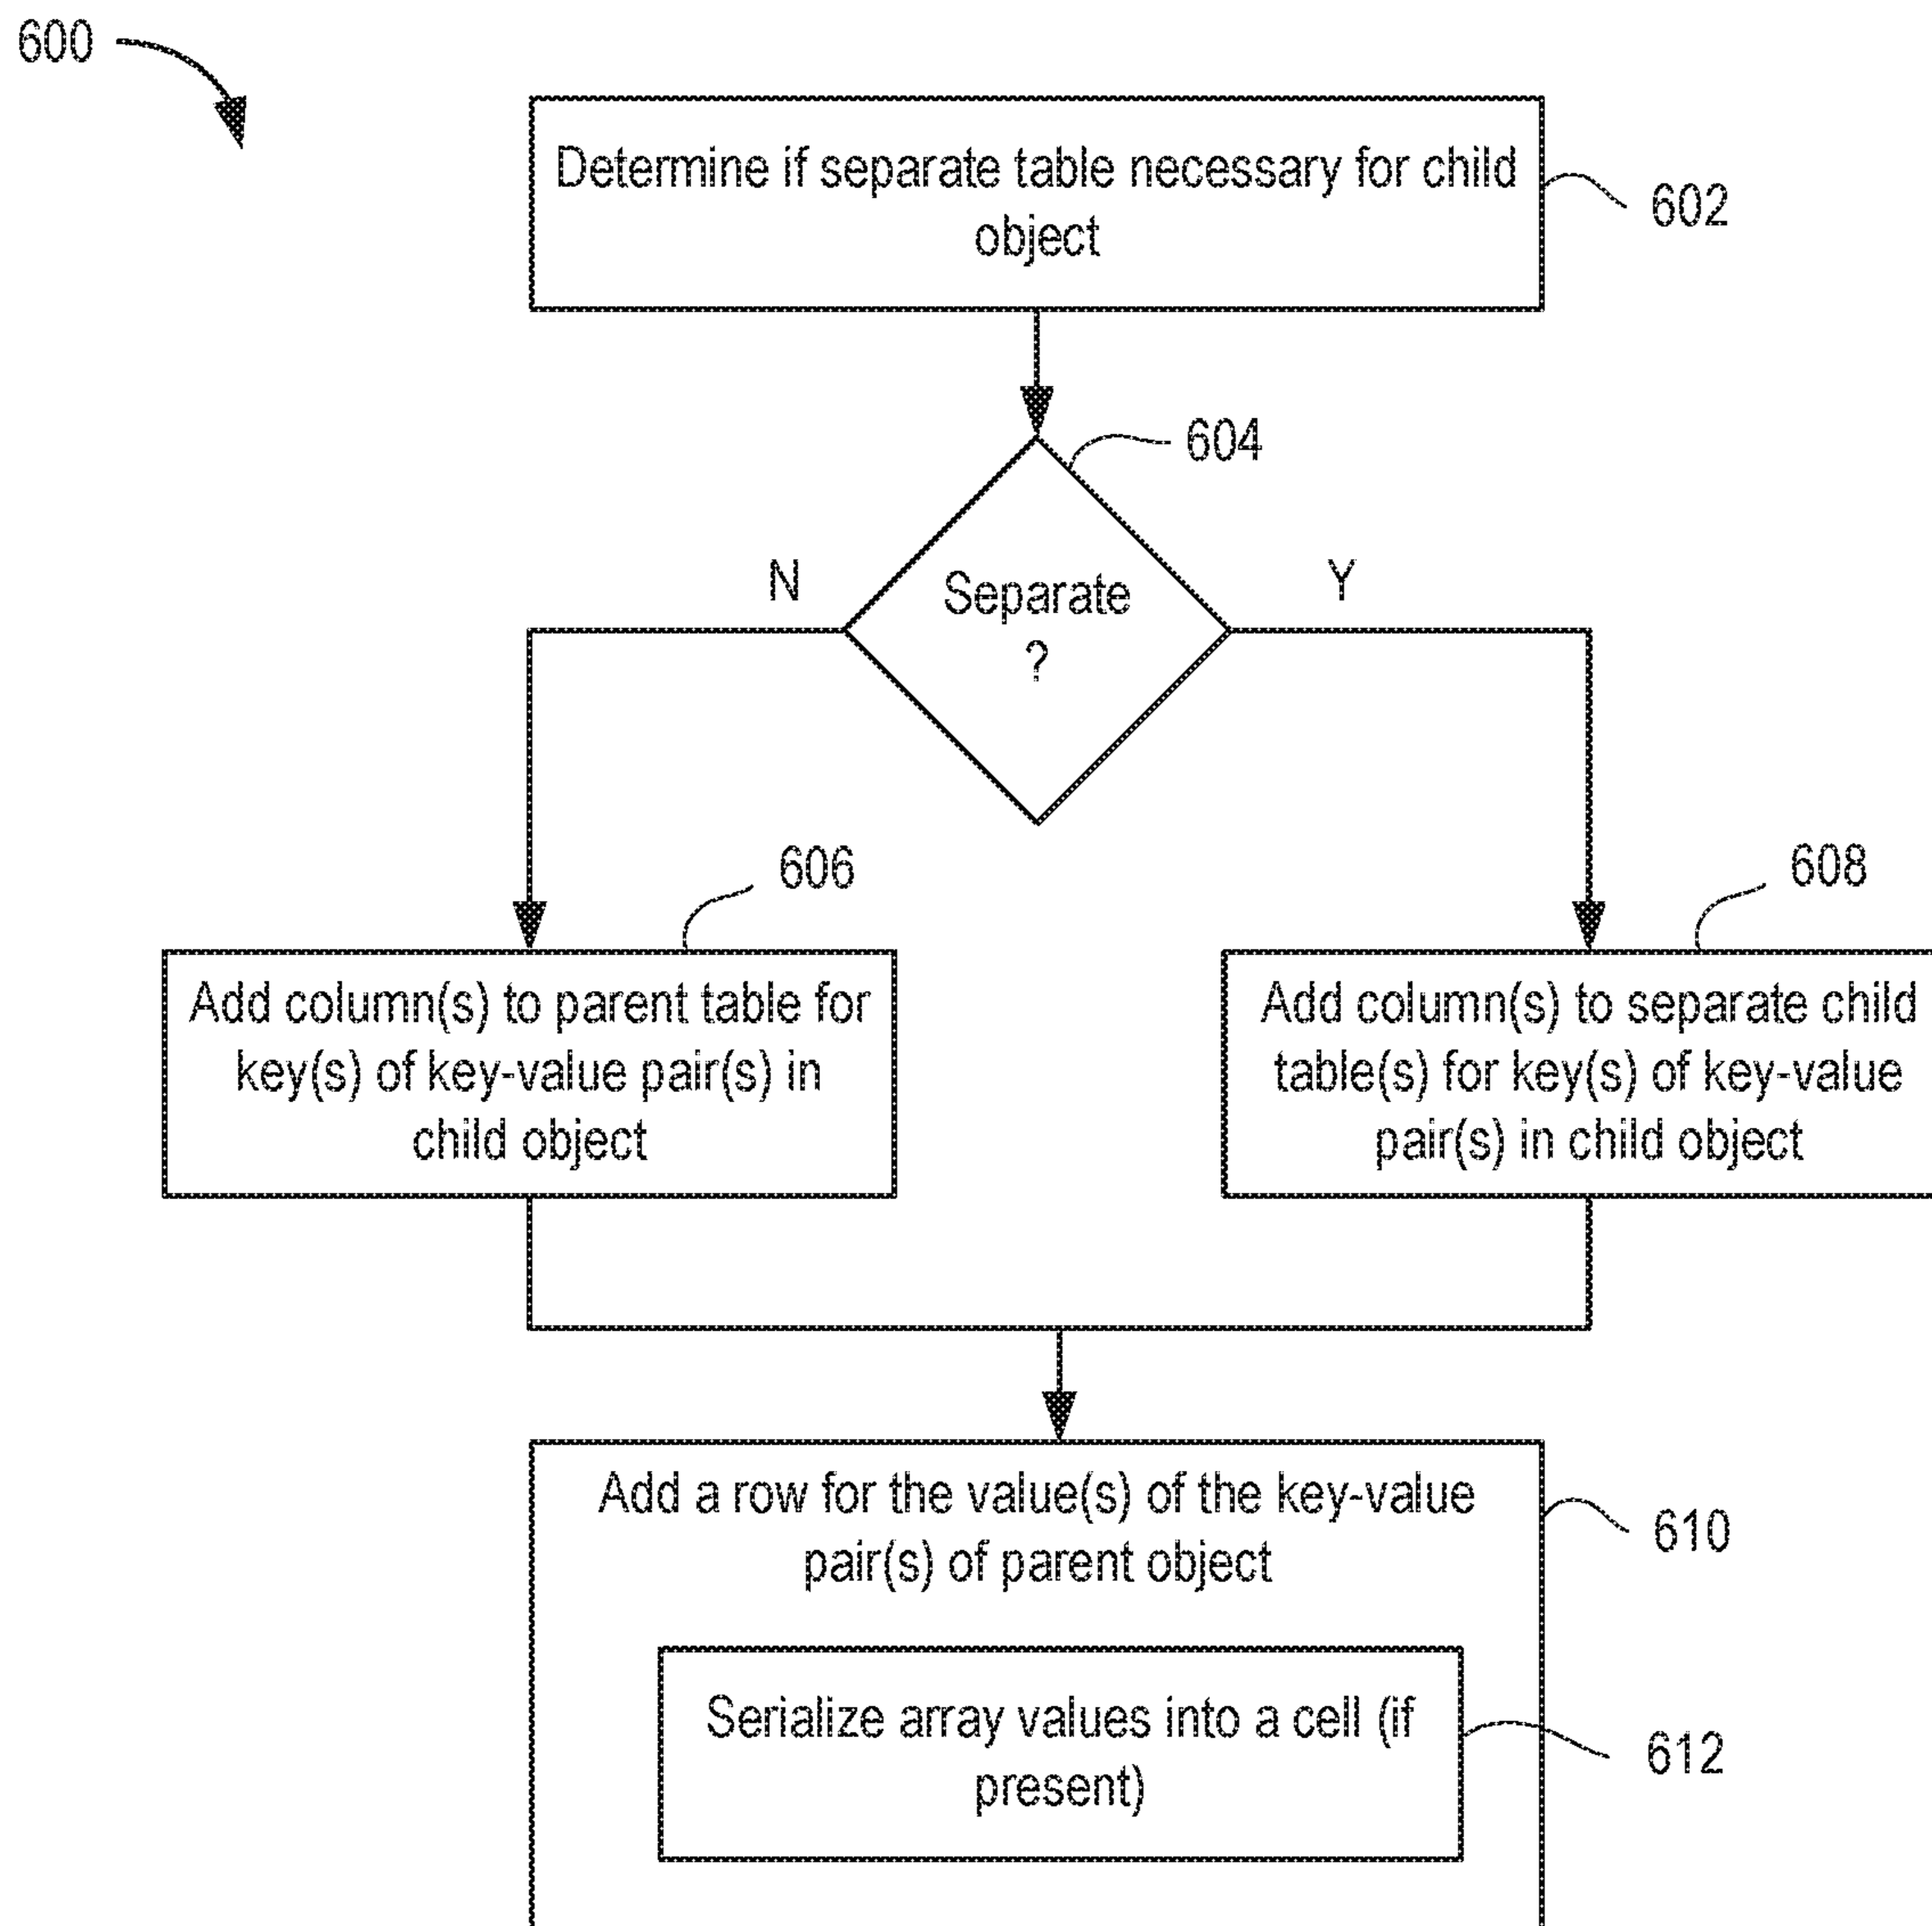 600
Determine if separate table necessary for child
object
602
604
N
Separate
?
Y
606
608
Add column(s) to parent table for
key(s) of key-value pair(s) in
child object
Add column(s) to separate child
table(s) for key(s) of key-value
pair(s) in child object
Add a row for the value(s) of the key-value
pair(s) of parent object
610
Serialize array values into a cell (if
present)
612